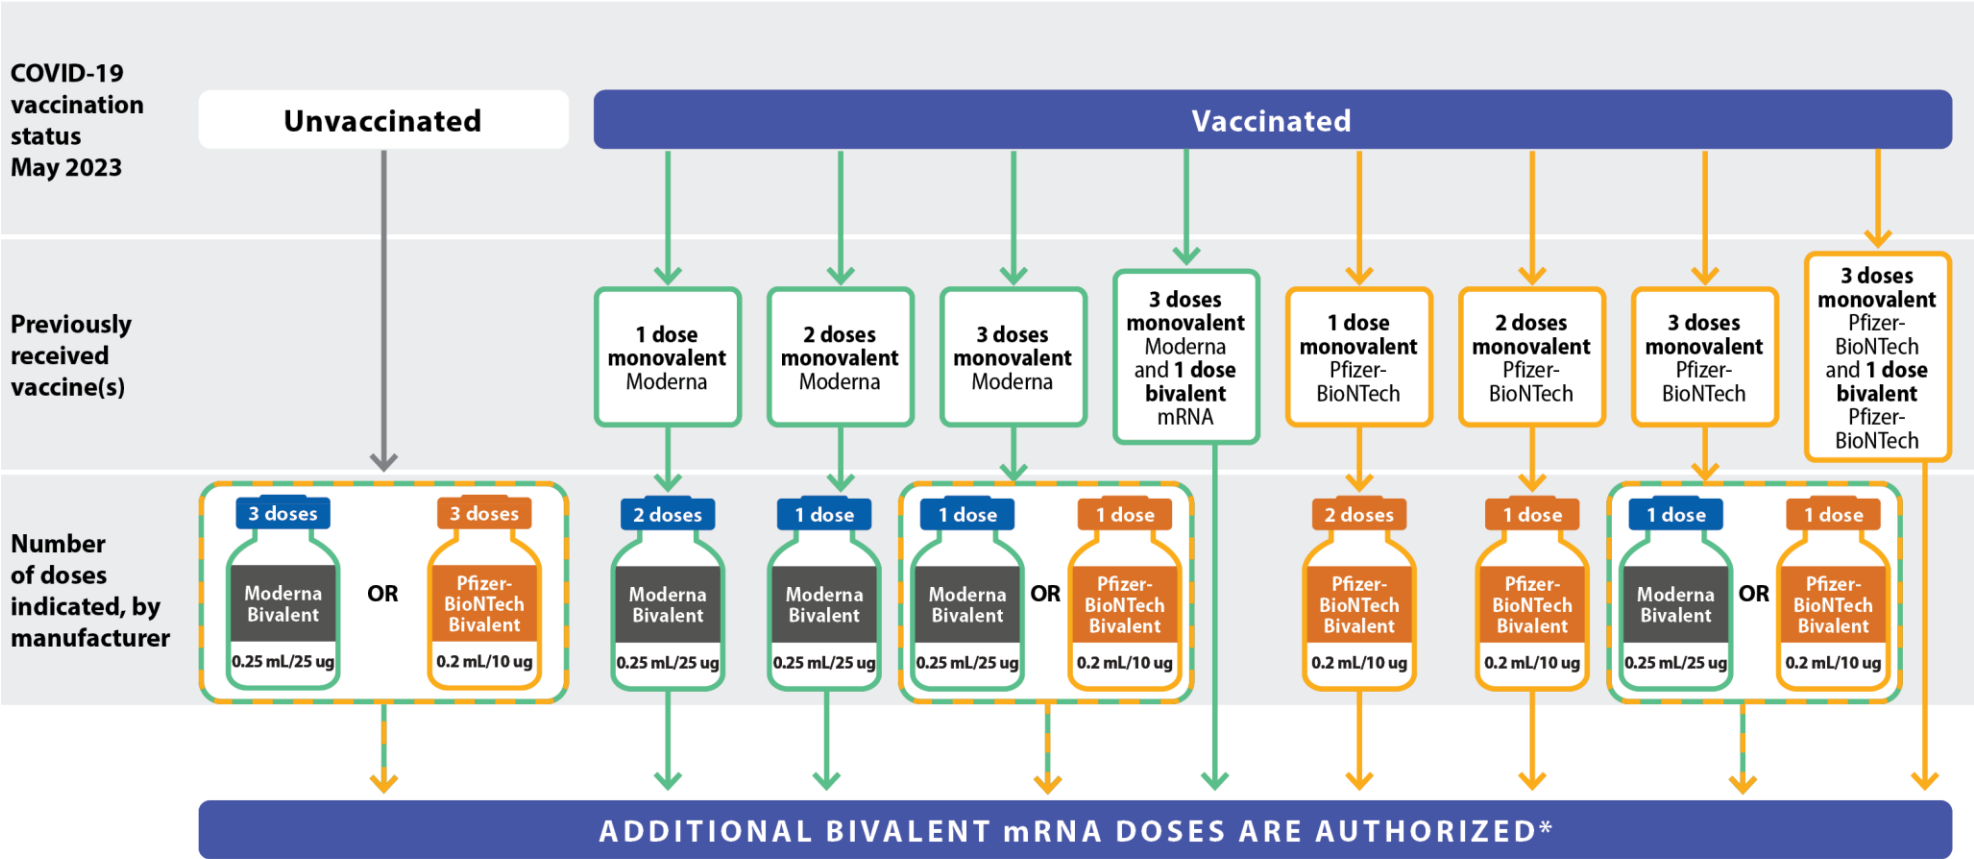 COVID-19
vaccination
status
May 2023
Unvaccinated
Vaccinated
Previously
received
vaccine(s)
1 dose
monovalent
Moderna
2 doses
monovalent
Moderna
3 doses
monovalent
Moderna
3 doses
monovalent
Moderna
and 1 dose
bivalent
mRNA
1 dose
monovalent
Pfizer-
BioNTech
2 doses
monovalent
Pfizer-
BioNTech
3 doses
monovalent
Pfizer-
BioNTech
3 doses
monovalent
Pfizer-
BioNTech
and 1 dose
bivalent
Pfizer-
BioNTech
Number
of doses
indicated, by
manufacturer
3 doses
Moderna
Bivalent
0.25 mL/25 ug
OR
3 doses
Pfizer-
BioNTech
Bivalent
0.2 mL/10 ug
2 doses
Moderna
Bivalent
0.25 mL/25 ug
1 dose
Moderna
Bivalent
0.25 mL/25 ug
1 dose
Moderna
Bivalent
0.25 mL/25 ug
OR
1 dose
Pfizer-
BioNTech
Bivalent
0.2 mL/10 ug
2 doses
Pfizer-
BioNTech
Bivalent
0.2 mL/10 ug
1 dose
Pfizer-
BioNTech
Bivalent
0.2 mL/10 ug
1 dose
Moderna
Bivalent
0.25 mL/25 ug
OR
1 dose
Pfizer-
BioNTech
Bivalent
0.2 mL/10 ug
ADDITIONAL BIVALENT mRNA DOSES ARE AUTHORIZED*